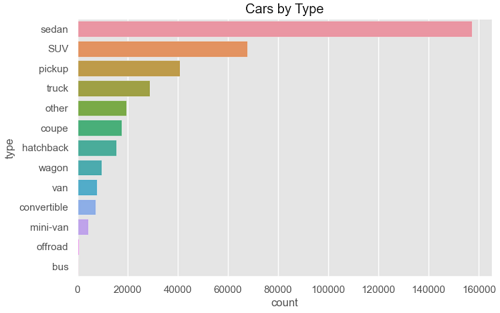 Cars by Type
type
sedan
SUV
pickup
truck
other
coupe
hatchback
wagon
van
convertible
mini-van
offroad
bus
0 20000 40000 60000 80000 100000 120000 140000 160000
count